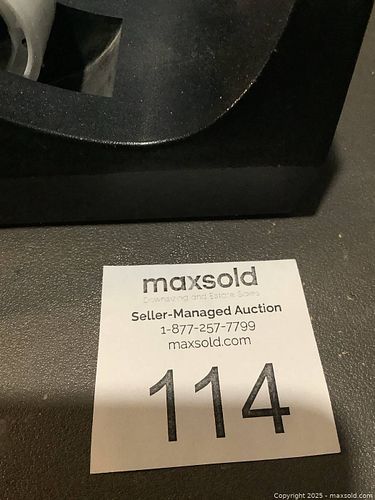 maxsold
Downsizing and Estate Sales
Seller-Managed Auction
1-877-257-7799
maxsold.com
114
Copyright 2025 - maxsold.com